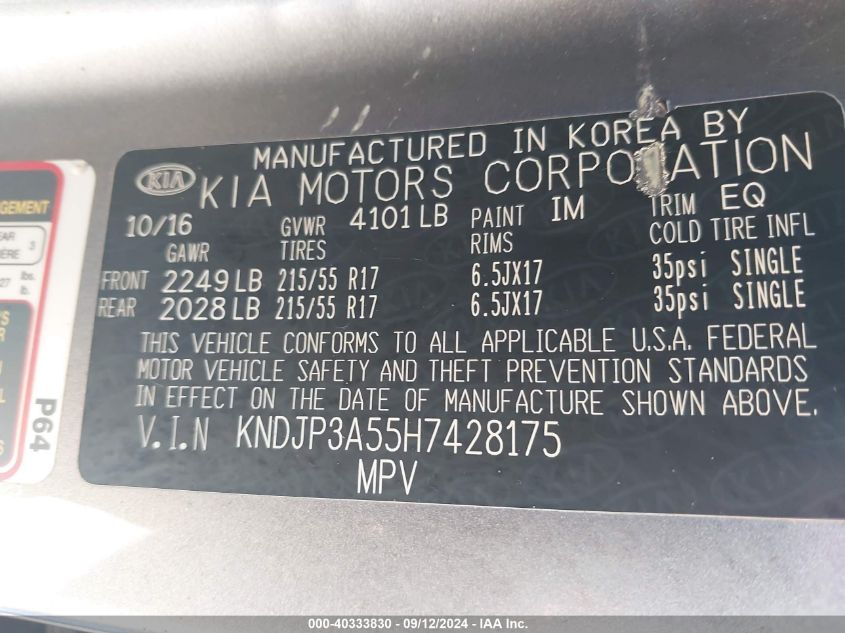 MANUFACTURED IN KOREA BY
KIA KIA MOTORS CORPORATION
10/16 GVWR 4101 LB PAINT IM TRIM EQ
GAWR TIRES RIMS COLD TIRE INFL
FRONT 2249 LB 215/55 R17 6.5JX17 35psi SINGLE
REAR 2028 LB 215/55 R17 6.5JX17 35psi SINGLE
THIS VEHICLE CONFORMS TO ALL APPLICABLE U.S.A. FEDERAL
MOTOR VEHICLE SAFETY AND THEFT PREVENTION STANDARDS
IN EFFECT ON THE DATE OF MANUFACTURE SHOWN ABOVE.
V.I.N KNDJP3A55H7428175
MPV
P64
000-40333830 - 09/12/2024 - IAA Inc.